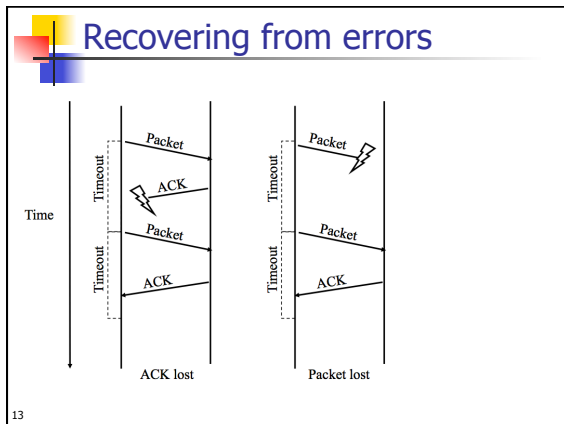 Recovering from errors
Time
Timeout
Packet
ACK
Timeout
Packet
ACK
ACK lost
Timeout
Packet
Timeout
Packet
ACK
Packet lost
13